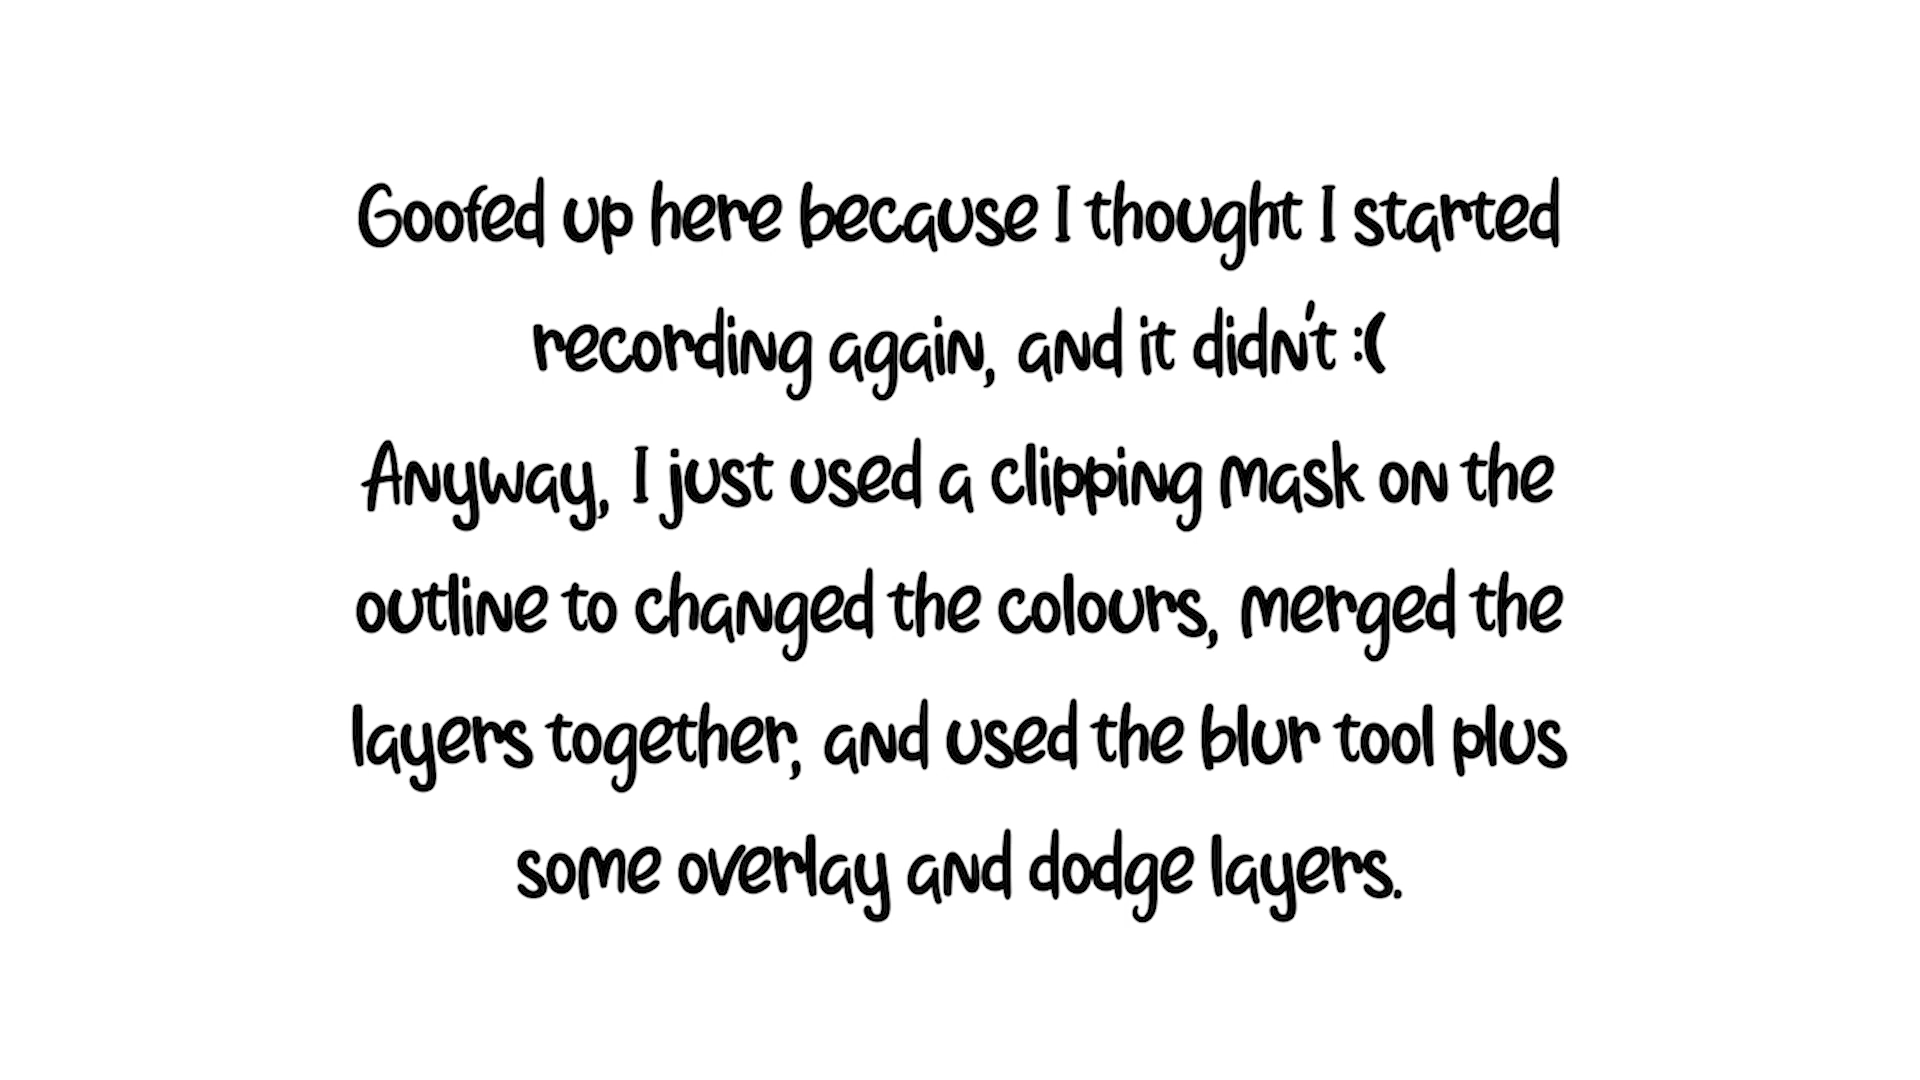 Goofed up here because I thought I started
recording again, and it didn't :(
Anyway, I just used a clipping mask on the
outline to changed the colours, merged the
layers together, and used the blur tool plus
some overlay and dodge layers.